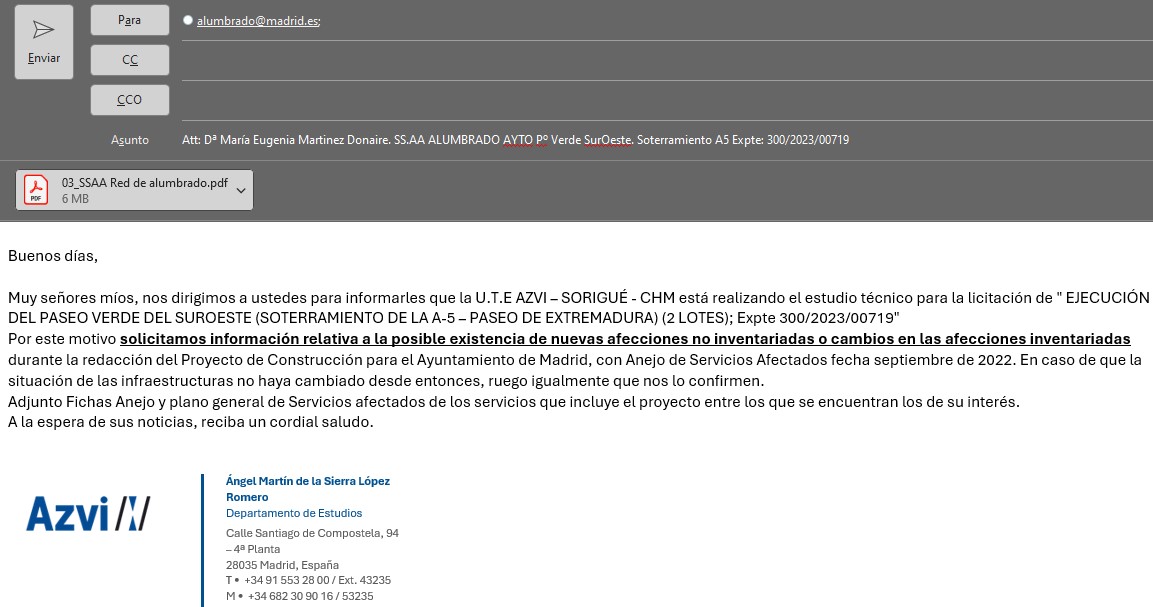 Enviar
Para
alumbrado@madrid.es;
CC
CCO
Asunto
Att: Dª María Eugenia Martinez Donaire. SS.AA ALUMBRADO AYTO Pº Verde SurOeste. Soterramiento A5 Expte: 300/2023/00719
03_SSAA Red de alumbrado.pdf
PDF
6 MB
Buenos días,
Muy señores míos, nos dirigimos a ustedes para informarles que la U.T.E AZVI – SORIGUÉ - CHM está realizando el estudio técnico para la licitación de " EJECUCIÓN
DEL PASEO VERDE DEL SUROESTE (SOTERRAMIENTO DE LA A-5 – PASEO DE EXTREMADURA) (2 LOTES); Expte 300/2023/00719"
Por este motivo solicitamos información relativa a la posible existencia de nuevas afecciones no inventariadas o cambios en las afecciones inventariadas
durante la redacción del Proyecto de Construcción para el Ayuntamiento de Madrid, con Anejo de Servicios Afectados fecha septiembre de 2022. En caso de que la
situación de las infraestructuras no haya cambiado desde entonces, ruego igualmente que nos lo confirmen.
Adjunto Fichas Anejo y plano general de Servicios afectados de los servicios que incluye el proyecto entre los que se encuentran los de su interés.
A la espera de sus noticias, reciba un cordial saludo.
Azvi
Ángel Martín de la Sierra López
Romero
Departamento de Estudios
Calle Santiago de Compostela, 94
– 4ª Planta
28035 Madrid, España
T • +34 91 553 28 00 / Ext. 43235
M • +34 682 30 90 16 / 53235